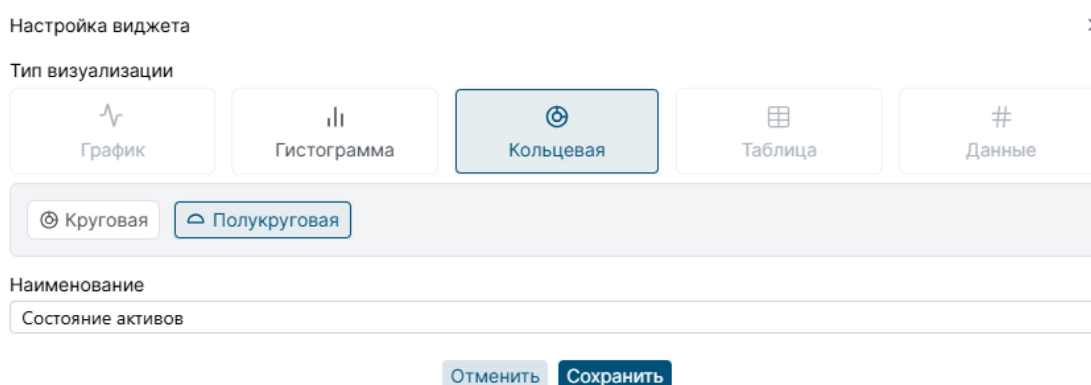 Настройка виджета
Тип визуализации
График Гистограмма Кольцевая Таблица Данные
Круговая Полукруговая
Наименование
Состояние активов
Отменить Сохранить